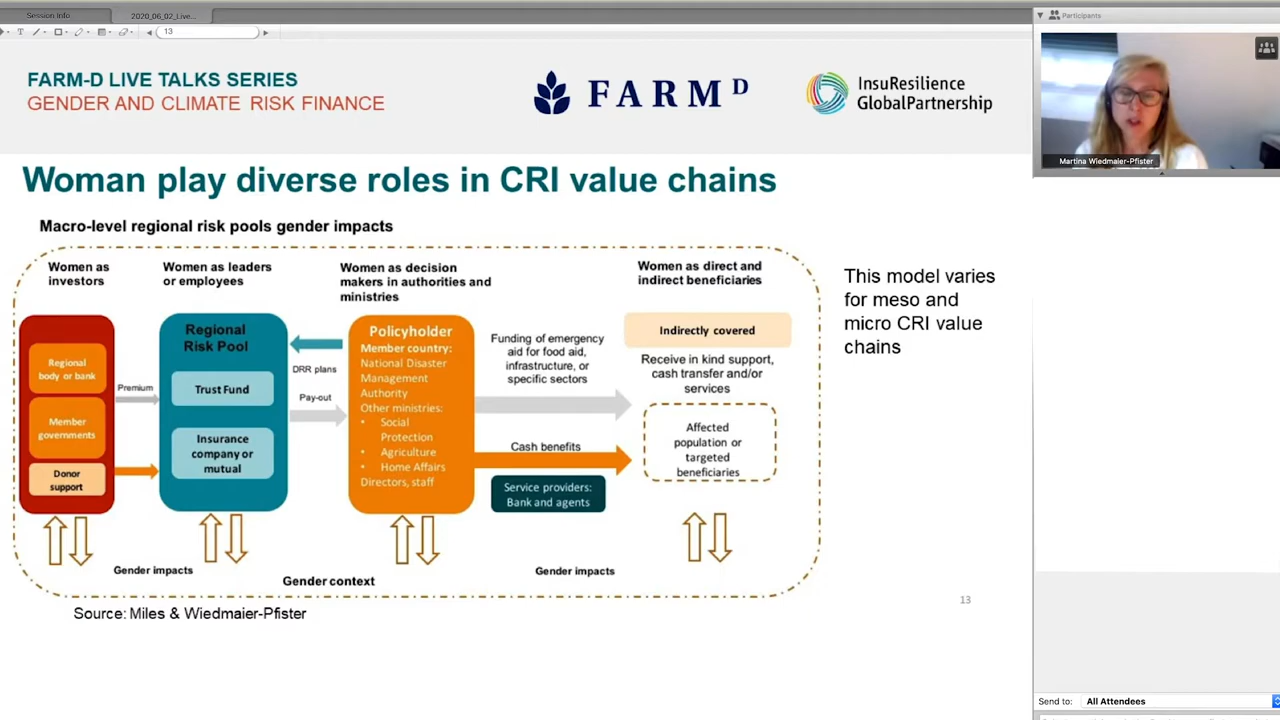 Session Info
2020_06_02_Live...
Participants
T
13
FARM-D LIVE TALKS SERIES
GENDER AND CLIMATE RISK FINANCE
FARM D
InsuResilience
GlobalPartnership
Martina Wiedmaier-Pfister
Woman play diverse roles in CRI value chains
Macro-level regional risk pools gender impacts
Women as
investors
Women as leaders
or employees
Women as decision
makers in authorities and
ministries
Women as direct and
indirect beneficiaries
This model varies
for meso and
micro CRI value
chains
Regional
body or bank
Member
governments
Donor
support
Premium
Regional
Risk Pool
Trust Fund
Insurance
company or
mutual
DRR plans
Pay-out
Policyholder
Member country:
National Disaster
Management
Authority
Other ministries:
• Social
Protection
• Agriculture
• Home Affairs
Directors, staff
Funding of emergency
aid for food aid,
infrastructure, or
specific sectors
Cash benefits
Service providers:
Bank and agents
Indirectly covered
Receive in kind support,
cash transfer and/or
services
Affected
population or
targeted
beneficiaries
Gender impacts
Gender context
Gender impacts
Source: Miles & Wiedmaier-Pfister
13
Send to: All Attendees